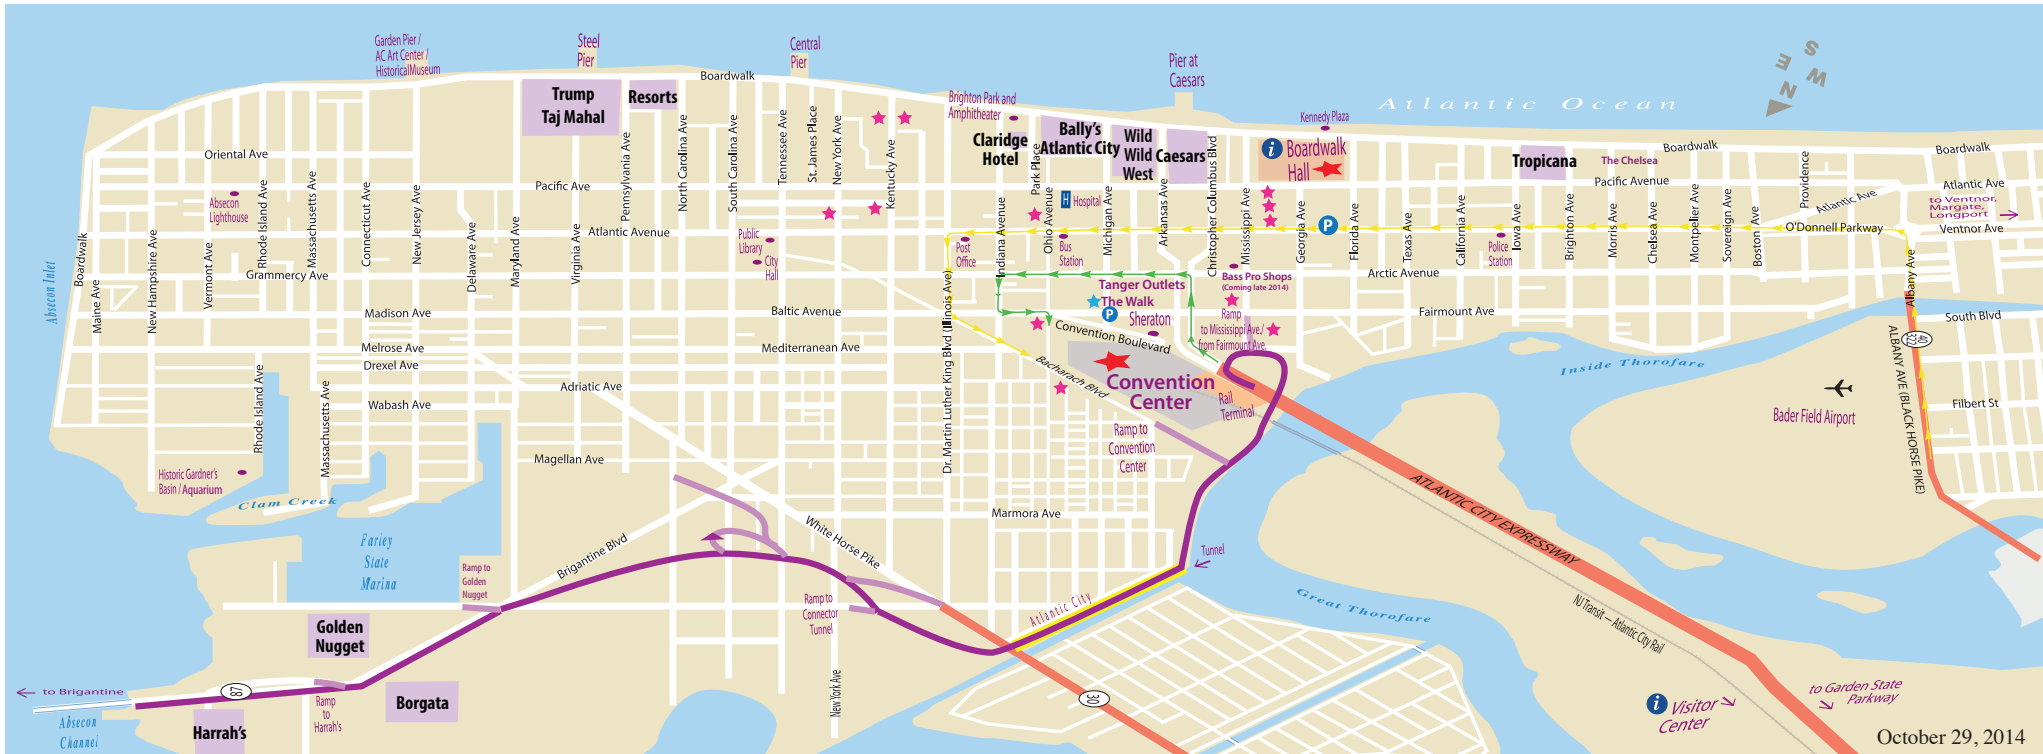 Garden Pier /
AC Art Center /
HistoricalMuseum
Steel
Pier
Central
Pier
Pier at
Caesars
Boardwalk
Trump
Taj Mahal
Resorts
Brighton Park and
Amphitheater
Claridge
Hotel
Bally's
Atlantic City
Wild
Wild
West
Caesars
Kennedy Plaza
i
Boardwalk
Hall
Atlantic Ocean
S
W
E
N
Tropicana
The Chelsea
Boardwalk
Boardwalk
Oriental Ave
Pacific Ave
Pacific Avenue
Atlantic Ave
Atlantic Ave
to Ventnor,
Margate,
Longport
Ventnor Ave
O'Donnell Parkway
Providence
Absecon
Lighthouse
Atlantic Avenue
Public
Library
City
Hall
Post
Office
H
Hospital
Bus
Station
P
Police
Station
Absecon Inlet
Boardwalk
Maine Ave
New Hampshire Ave
Vermont Ave
Rhode Island Ave
Massachusetts Ave
Connecticut Ave
New Jersey Ave
Delaware Ave
Maryland Ave
Virginia Ave
Pennsylvania Ave
North Carolina Ave
South Carolina Ave
Tennessee Ave
St. James Place
New York Ave
Kentucky Ave
Dr. Martin Luther King Blvd (Illinois Ave)
Indiana Avenue
Park Place
Ohio Avenue
Michigan Ave
Arkansas Ave
Christopher Columbus Blvd
Mississippi Ave
Georgia Ave
Florida Ave
Texas Ave
California Ave
Iowa Ave
Brighton Ave
Morris Ave
Chelsea Ave
Montpelier Ave
Sovereign Ave
Boston Ave
Albany Ave
Grammercy Ave
Arctic Avenue
Bass Pro Shops
(Coming late 2014)
Tanger Outlets
The Walk
P
Sheraton
Ramp
to Mississippi Ave./
from Fairmount Ave.
Madison Ave
Baltic Avenue
Fairmount Ave
South Blvd
Convention Boulevard
Melrose Ave
Mediterranean Ave
Drexel Ave
Adriatic Ave
Bacharach Blvd
Convention
Center
Rail
Terminal
Inside Thorofare
40
322
ALBANY AVE (BLACK HORSE PIKE)
Bader Field Airport
Filbert St
Wabash Ave
Rhode Island Ave
Massachusetts Ave
Magellan Ave
Ramp to
Convention
Center
Historic Gardner's
Basin / Aquarium
Clam Creek
Farley
State
Marina
Marmora Ave
White Horse Pike
Brigantine Blvd
Tunnel
ATLANTIC CITY EXPRESSWAY
Ramp to
Golden
Nugget
Ramp to
Connector
Tunnel
Atlantic City
Great Thorofare
NJ Transit — Atlantic City Rail
Golden
Nugget
to Brigantine
87
Ramp
to
Harrah's
Borgata
Harrah's
Absecon
Channel
New York Ave
30
i
Visitor
Center
to Garden State
Parkway
October 29, 2014